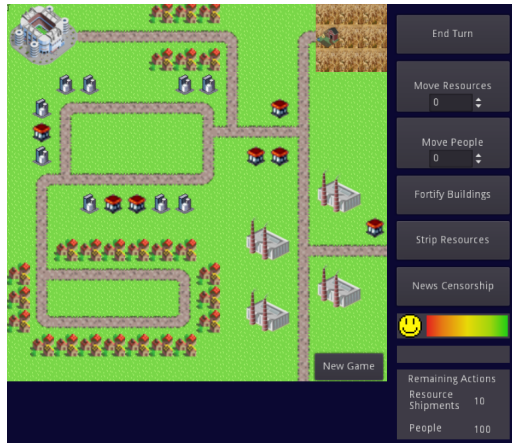 End Turn
Move Resources
0
Move People
0
Fortify Buildings
Strip Resources
News Censorship
New Game
Remaining Actions
Resource
Shipments 10
People 100